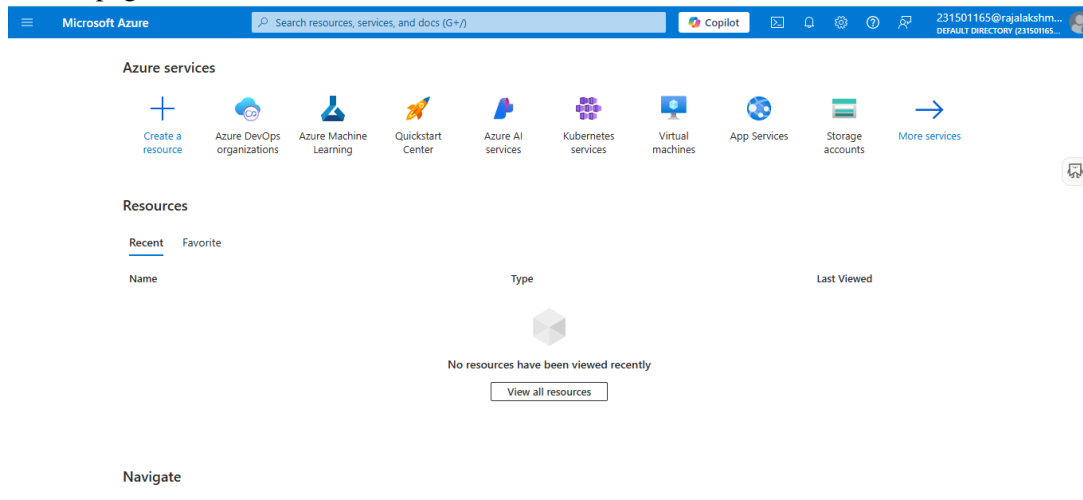 Microsoft Azure
Search resources, services, and docs (G+/)
Copilot
231501165@rajalakshm...
DEFAULT DIRECTORY (231501165...
Azure services
Create a resource
Azure DevOps organizations
Azure Machine Learning
Quickstart Center
Azure AI services
Kubernetes services
Virtual machines
App Services
Storage accounts
More services
Resources
Recent Favorite
Name Type Last Viewed
No resources have been viewed recently
View all resources
Navigate